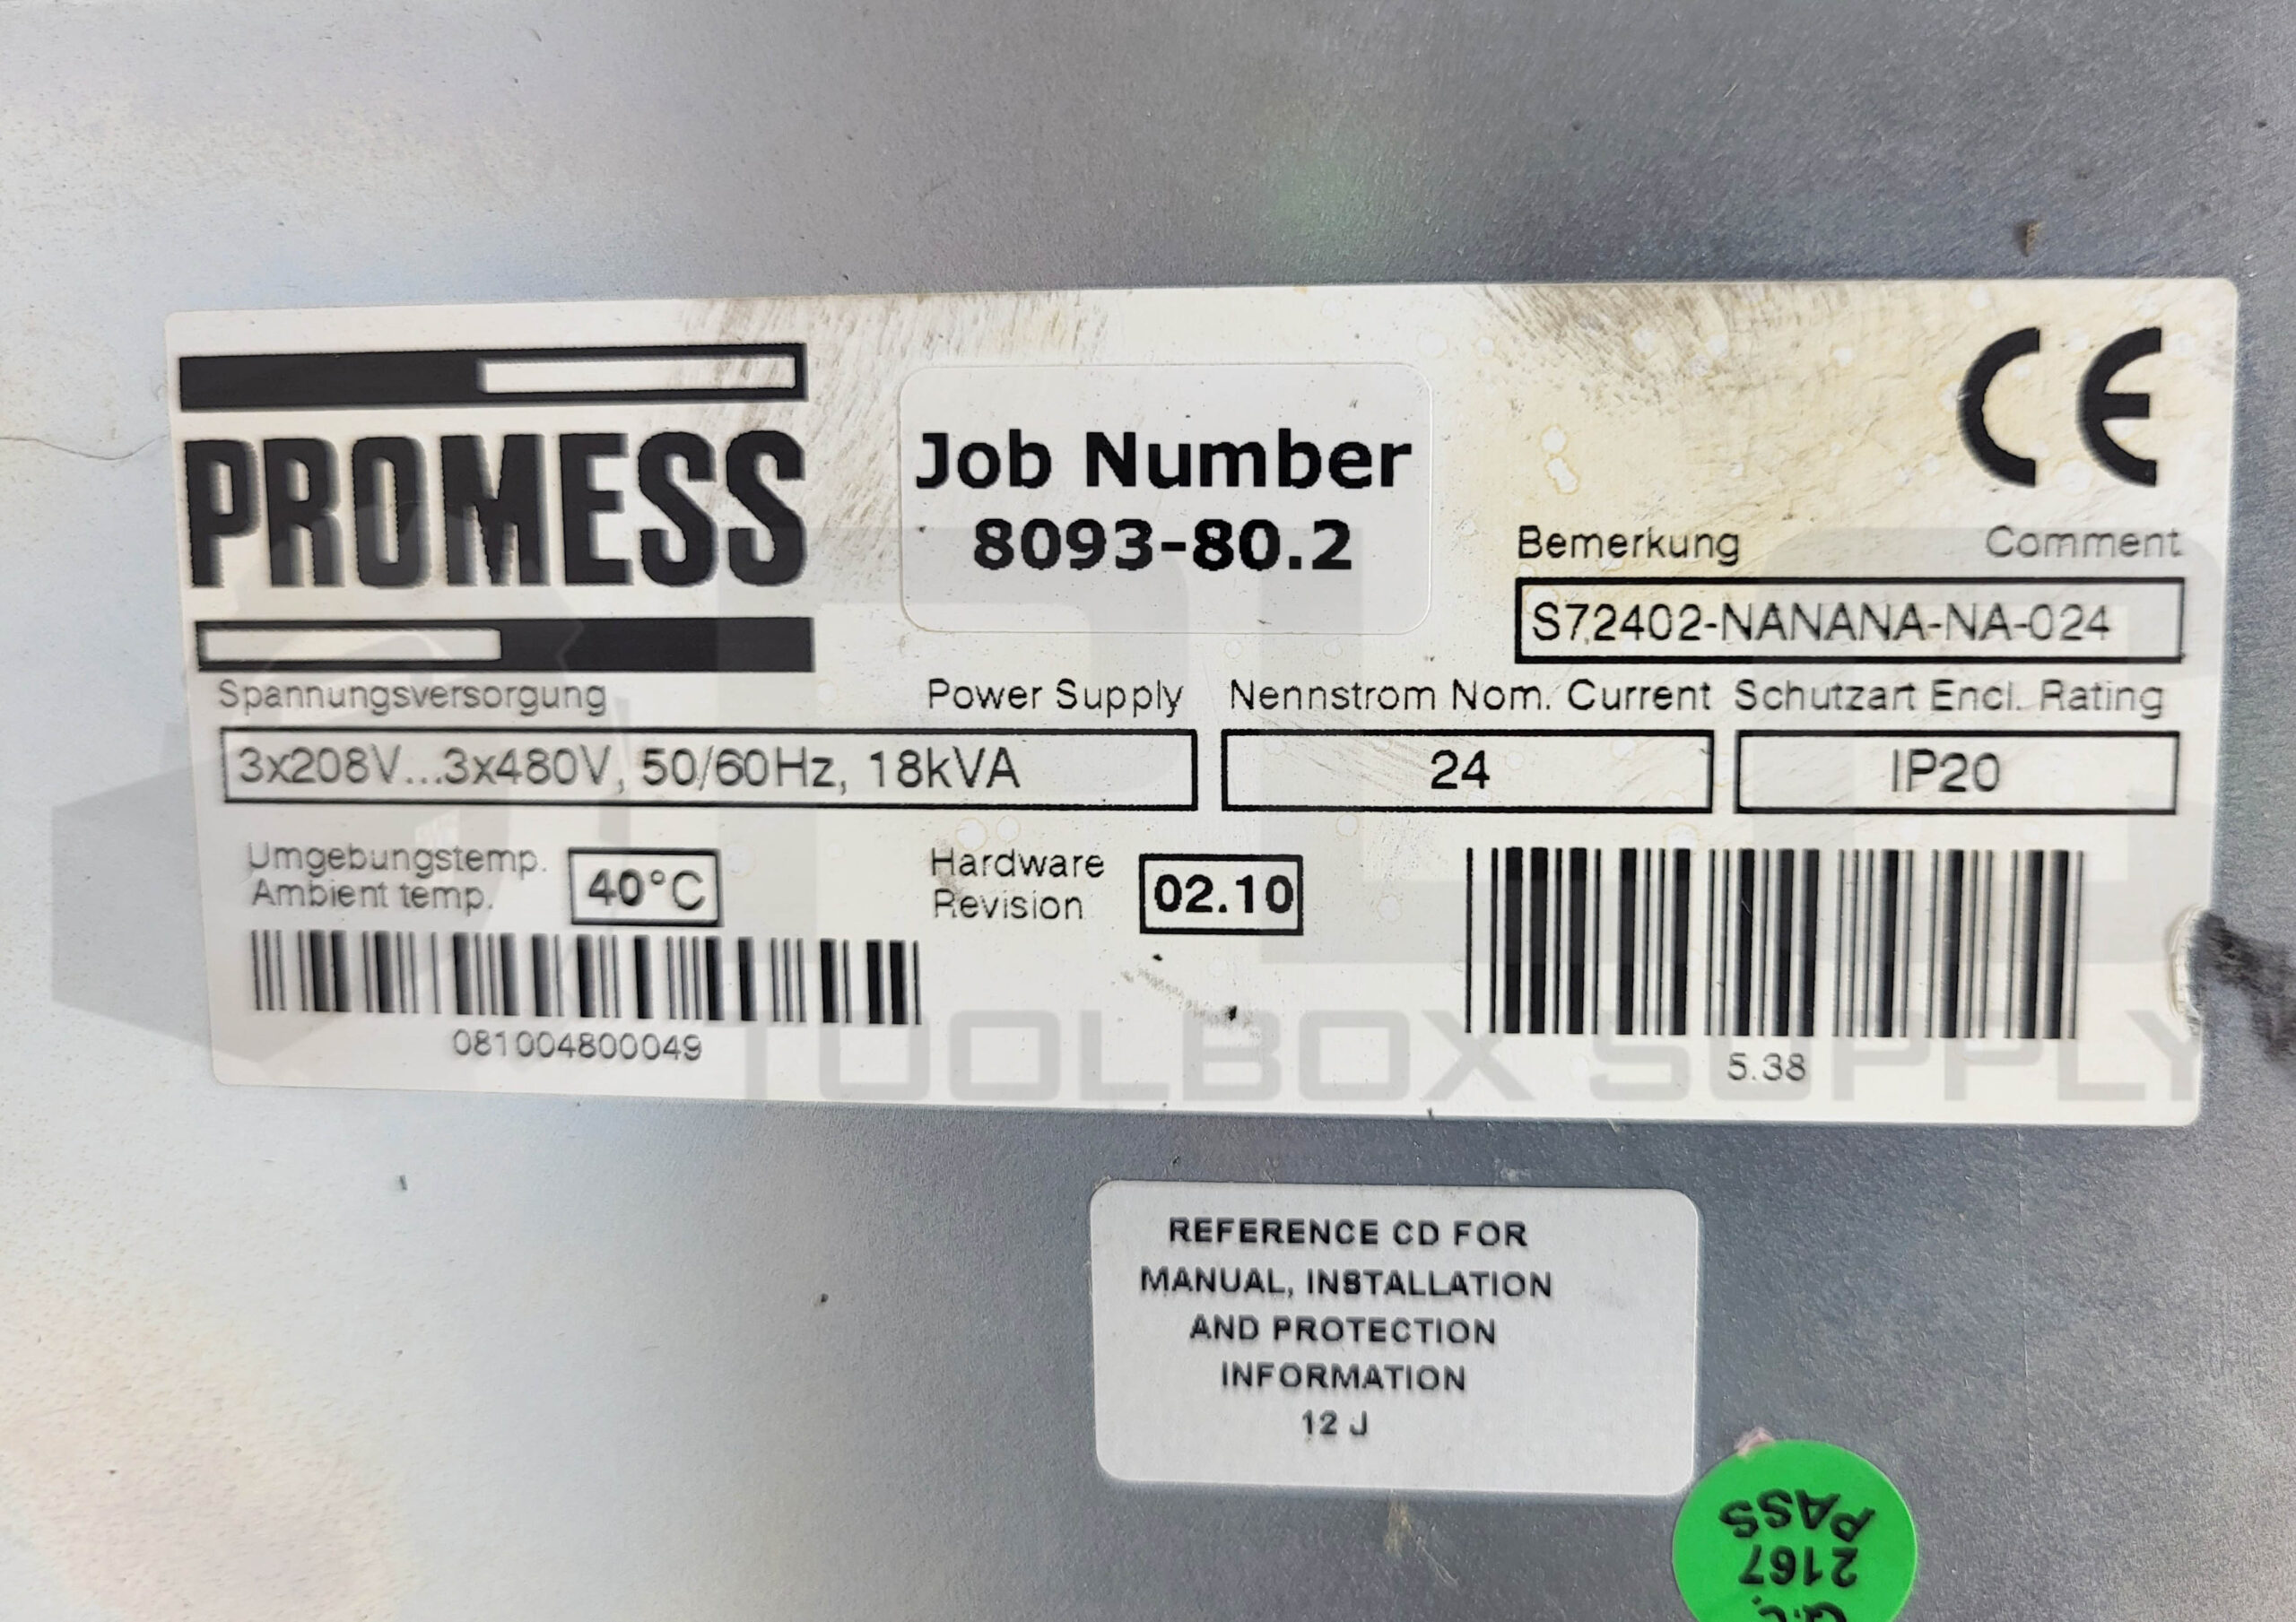 PROMESS
Job Number
8093-80.2
CE
Bemerkung Comment
S72402-NANANA-NA-024
Spannungsversorgung Power Supply
3x208V...3x480V, 50/60Hz, 18kVA
Nennstrom Nom. Current
24
Schutzart Encl. Rating
IP20
Umgebungstemp.
Ambient temp.
40°C
Hardware
Revision
02.10
081004800049
5.38
TOOLBOX SUPPLY
REFERENCE CD FOR
MANUAL, INSTALLATION
AND PROTECTION
INFORMATION
12 J
Q.C.
2167
PASS